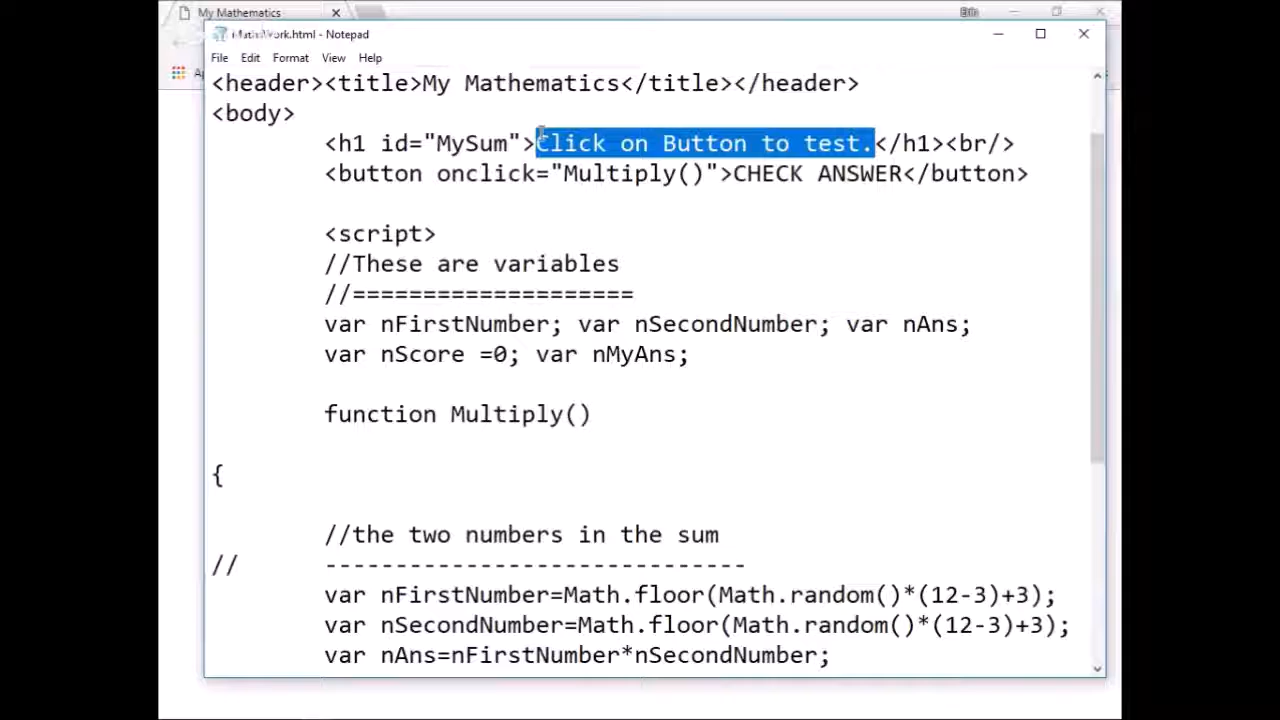 My Mathematics
MathsWork.html - Notepad
File Edit Format View Help
<header><title>My Mathematics</title></header>
<body>
<h1 id="MySum">Click on Button to test.</h1><br/>
<button onclick="Multiply()">CHECK ANSWER</button>
<script>
//These are variables
//====================
var nFirstNumber; var nSecondNumber; var nAns;
var nScore =0; var nMyAns;
function Multiply()
{
//the two numbers in the sum
// ------------------------------
var nFirstNumber=Math.floor(Math.random()*(12-3)+3);
var nSecondNumber=Math.floor(Math.random()*(12-3)+3);
var nAns=nFirstNumber*nSecondNumber;